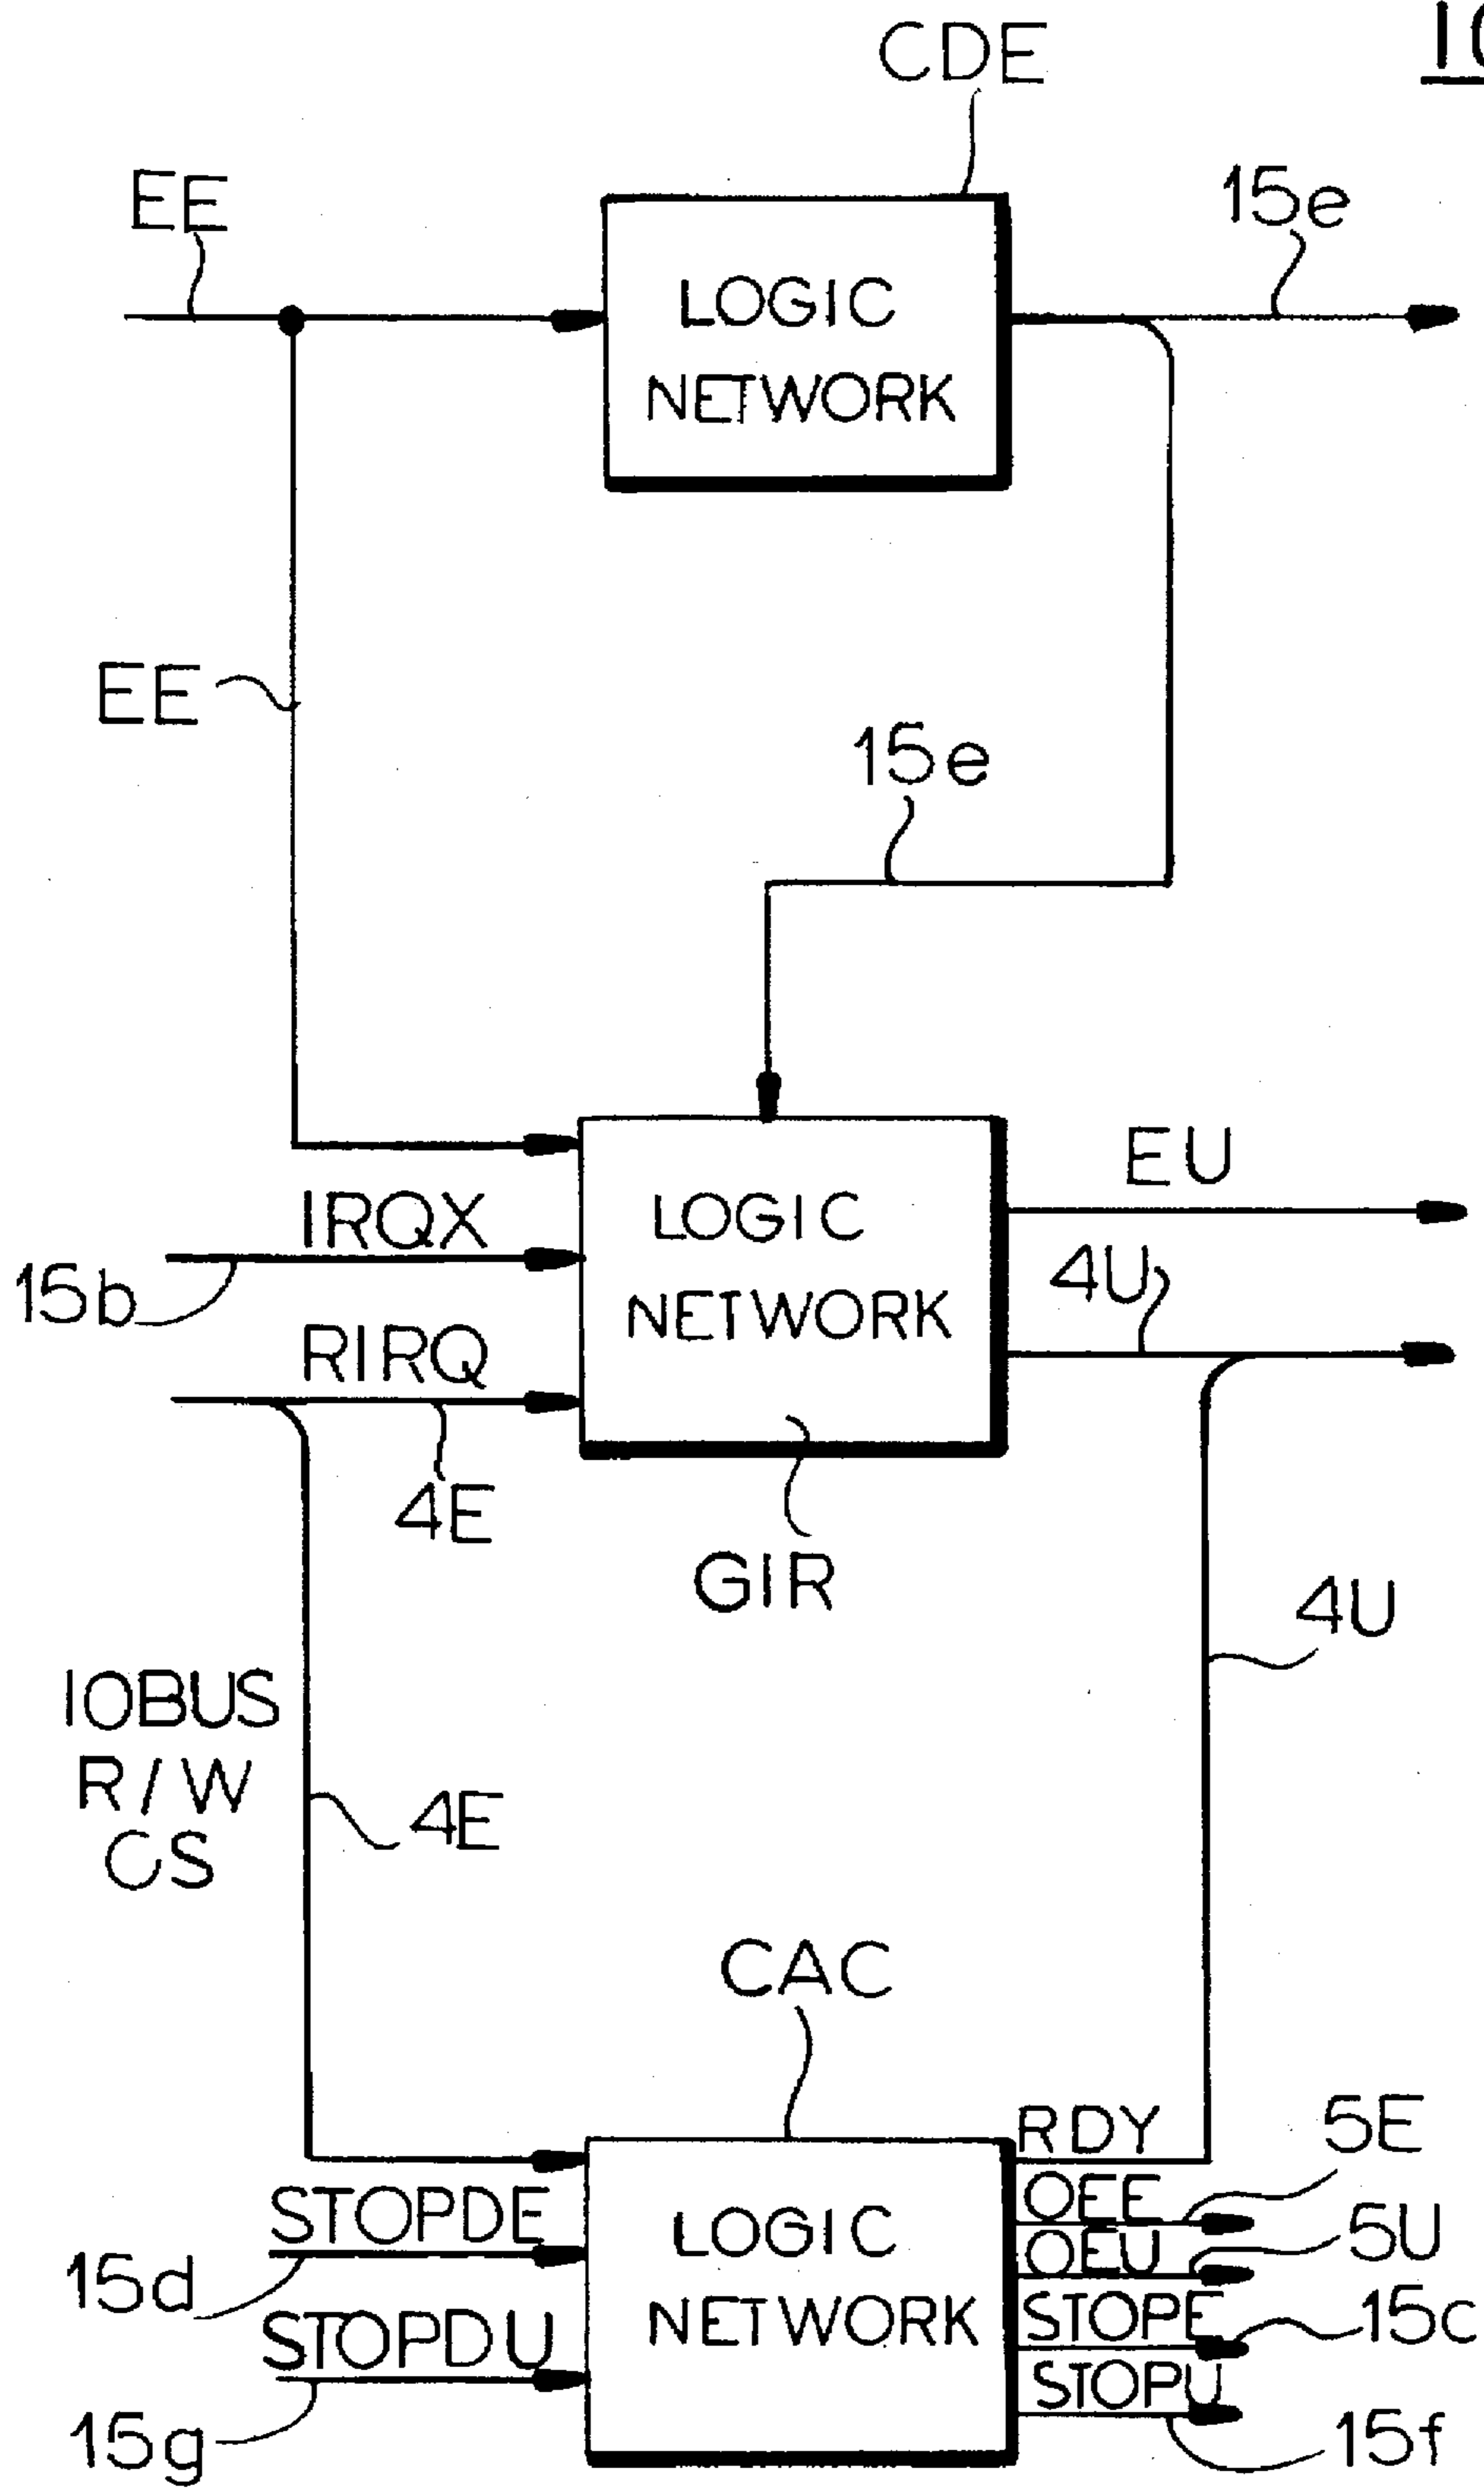 CDE
EE
15e
LOGIC
NETWORK
EE
15e
EU
IRQX
LOGIC
4U
15b
NETWORK
RIRQ
4E
GIR
4U
IOBUS
R/W
4E
CS
CAC
RDY
5E
STOPDE
OEE
LOGIC
5U
OEU
15d
STOPDU
NETWORK
STOPE
15c
STOPU
15g
15f